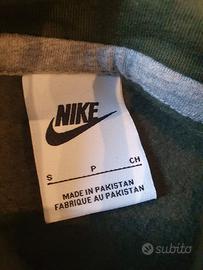 NIKE
S P CH
MADE IN PAKISTAN
FABRIQUE AU PAKISTAN
subito